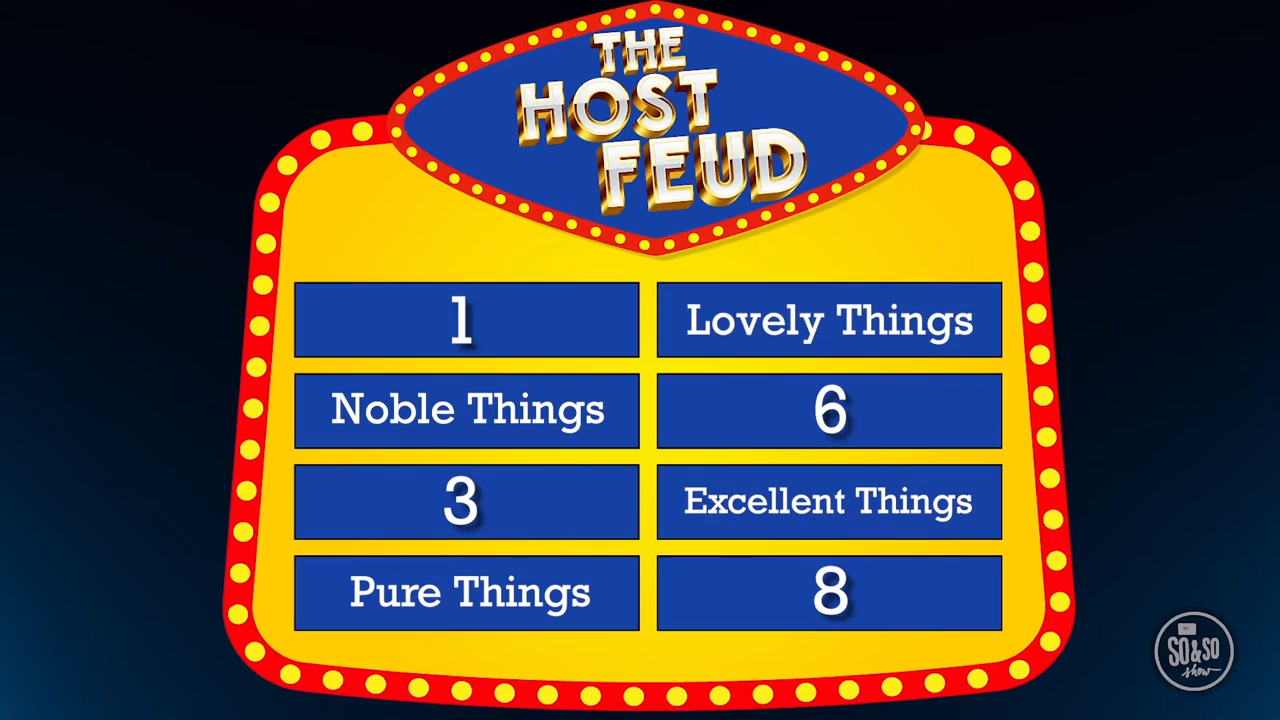 THE
HOST
FEUD
1
Noble Things
3
Pure Things
Lovely Things
6
Excellent Things
8
SO & SO
show